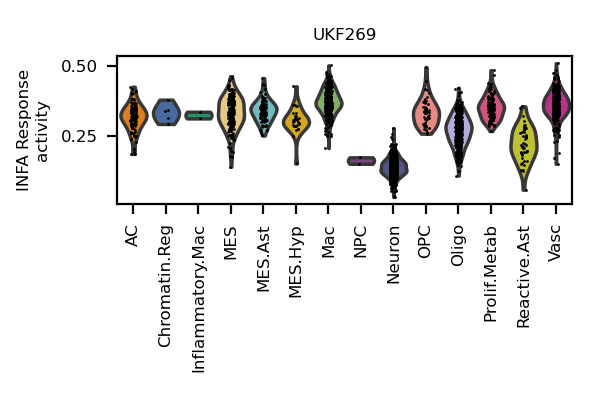 UKF269
INFA Response
activity
0.50
0.25
AC
Chromatin.Reg
Inflammatory.Mac
MES
MES.Ast
MES.Hyp
Mac
NPC
Neuron
OPC
Oligo
Prolif.Metab
Reactive.Ast
Vasc